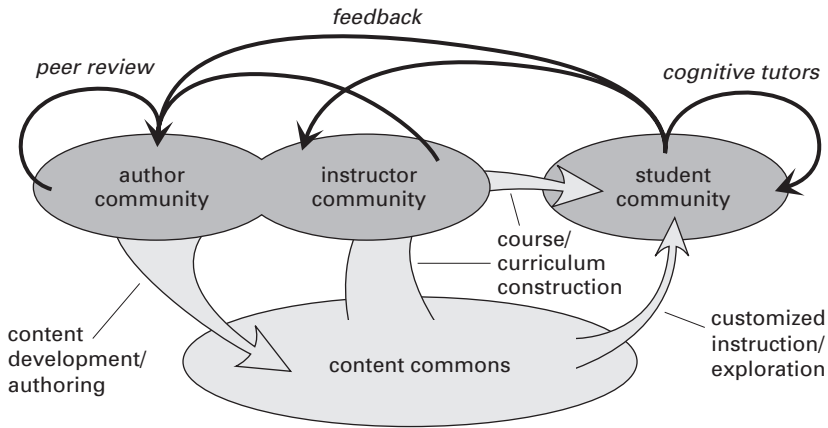 feedback
peer review
cognitive tutors
author
community
instructor
community
student
community
course/
curriculum
construction
content
development/
authoring
content commons
customized
instruction/
exploration